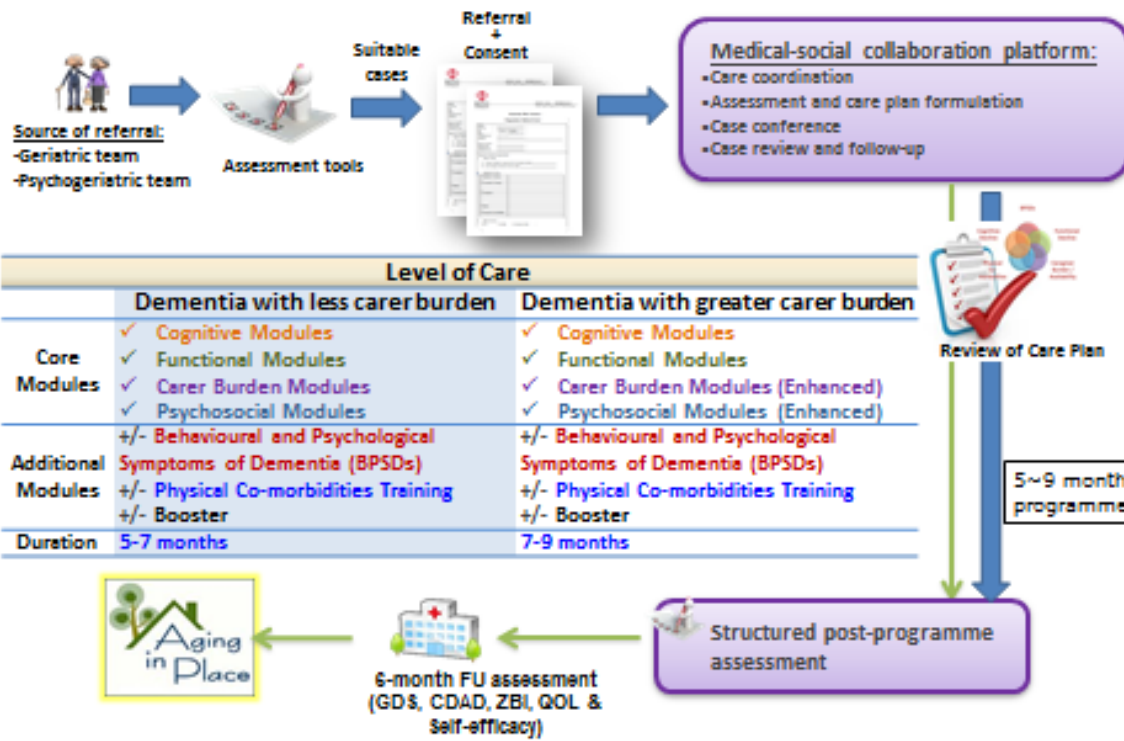 Source of referral:
-Geriatric team
-Psychogeriatric team
Assessment tools
Suitable
cases
Referral
+
Consent
Medical-social collaboration platform:
▪Care coordination
▪Assessment and care plan formulation
▪Case conference
▪Case review and follow-up
Review of Care Plan
Level of Care
Dementia with less carer burden Dementia with greater carer burden
Core
Modules
✓ Cognitive Modules
✓ Functional Modules
✓ Carer Burden Modules
✓ Psychosocial Modules
✓ Cognitive Modules
✓ Functional Modules
✓ Carer Burden Modules (Enhanced)
✓ Psychosocial Modules (Enhanced)
Additional
Modules
+/- Behavioural and Psychological
Symptoms of Dementia (BPSDs)
+/- Physical Co-morbidities Training
+/- Booster
+/- Behavioural and Psychological
Symptoms of Dementia (BPSDs)
+/- Physical Co-morbidities Training
+/- Booster
Duration 5-7 months 7-9 months
5~9 month
programme
Structured post-programme
assessment
6-month FU assessment
(GDS, CDAD, ZBI, QOL &
Self-efficacy)
Aging
in Place